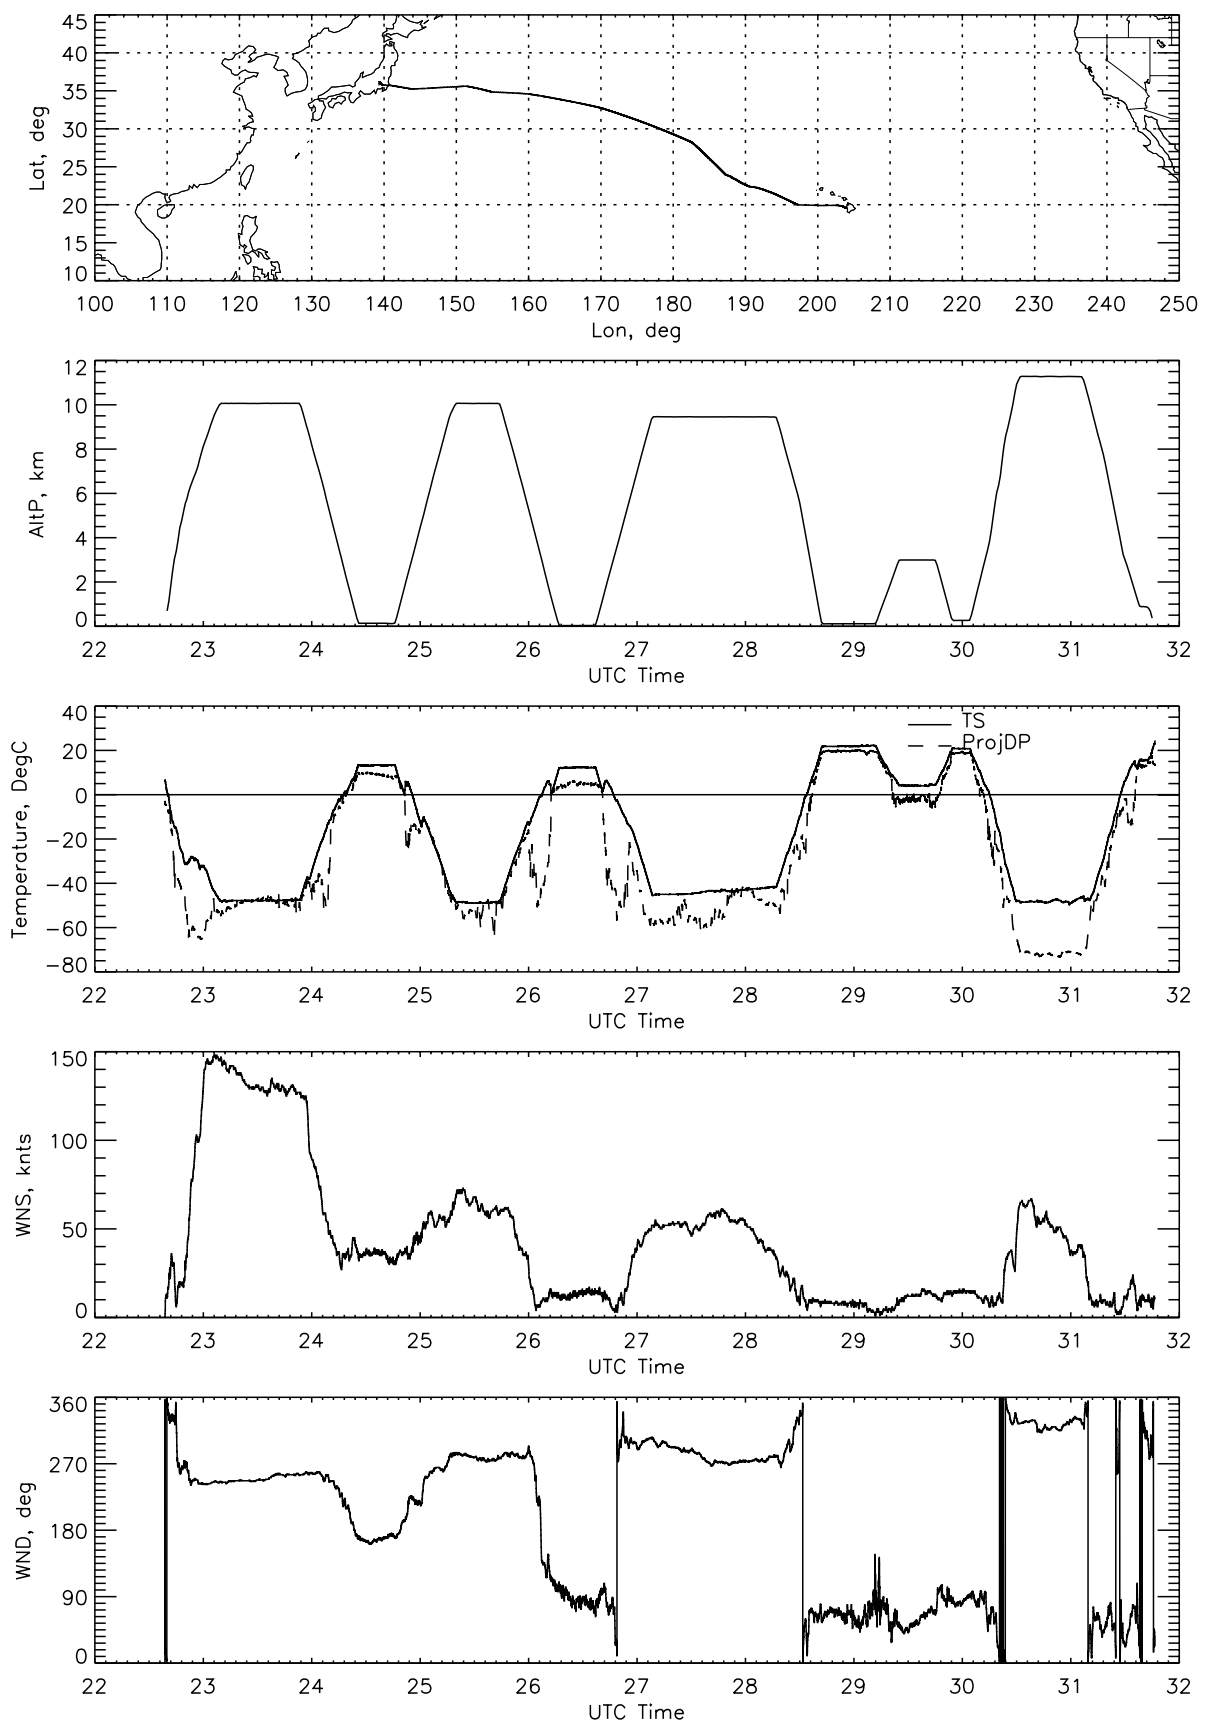 45
40
35
30
25
20
15
10
Lat, deg
100 110 120 130 140 150 160 170 180 190 200 210 220 230 240 250
Lon, deg
12
10
8
6
4
2
0
AltP, km
22 23 24 25 26 27 28 29 30 31 32
UTC Time
40
20
0
-20
-40
-60
-80
Temperature, DegC
TS
ProjDP
22 23 24 25 26 27 28 29 30 31 32
UTC Time
150
100
50
0
WNS, knts
22 23 24 25 26 27 28 29 30 31 32
UTC Time
360
270
180
90
0
WND, deg
22 23 24 25 26 27 28 29 30 31 32
UTC Time